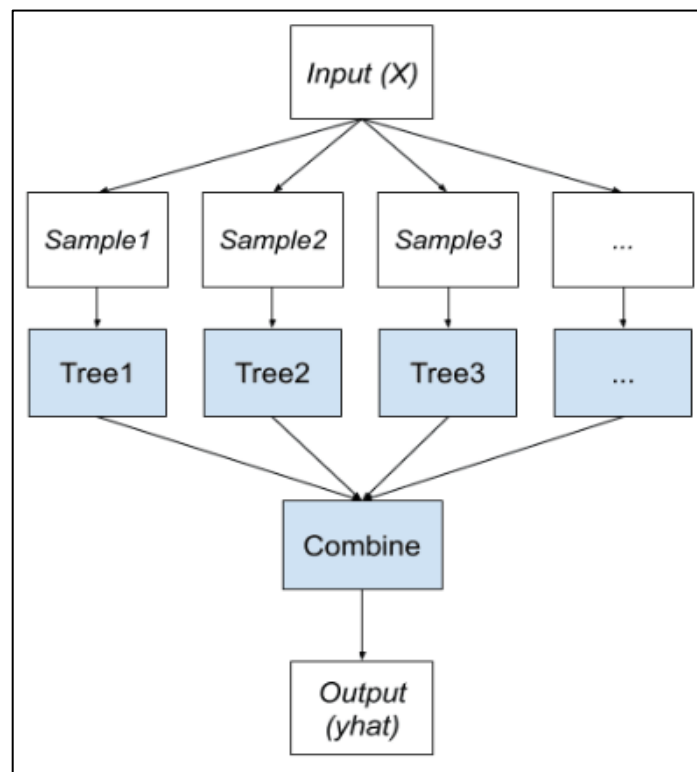 Input (X)
Sample1
Sample2
Sample3
...
Tree1
Tree2
Tree3
...
Combine
Output
(yhat)